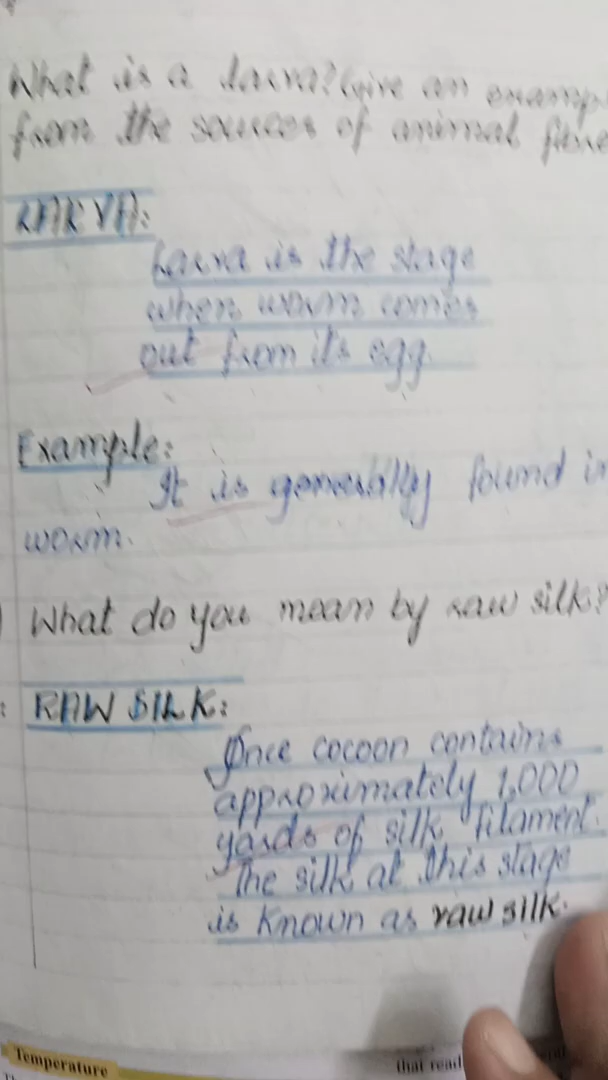 What is a larva? Give an examp
from the sources of animal fibre
LARVA:
Larva is the stage
when worm comes
out from its egg.
Example:
It is generally found in
worm.
What do you mean by raw silk?
: RAW SILK:
Once cocoon contains
approximately 1,000
yards of silk filament.
The silk at this stage
is known as raw silk.
Temperature
that read